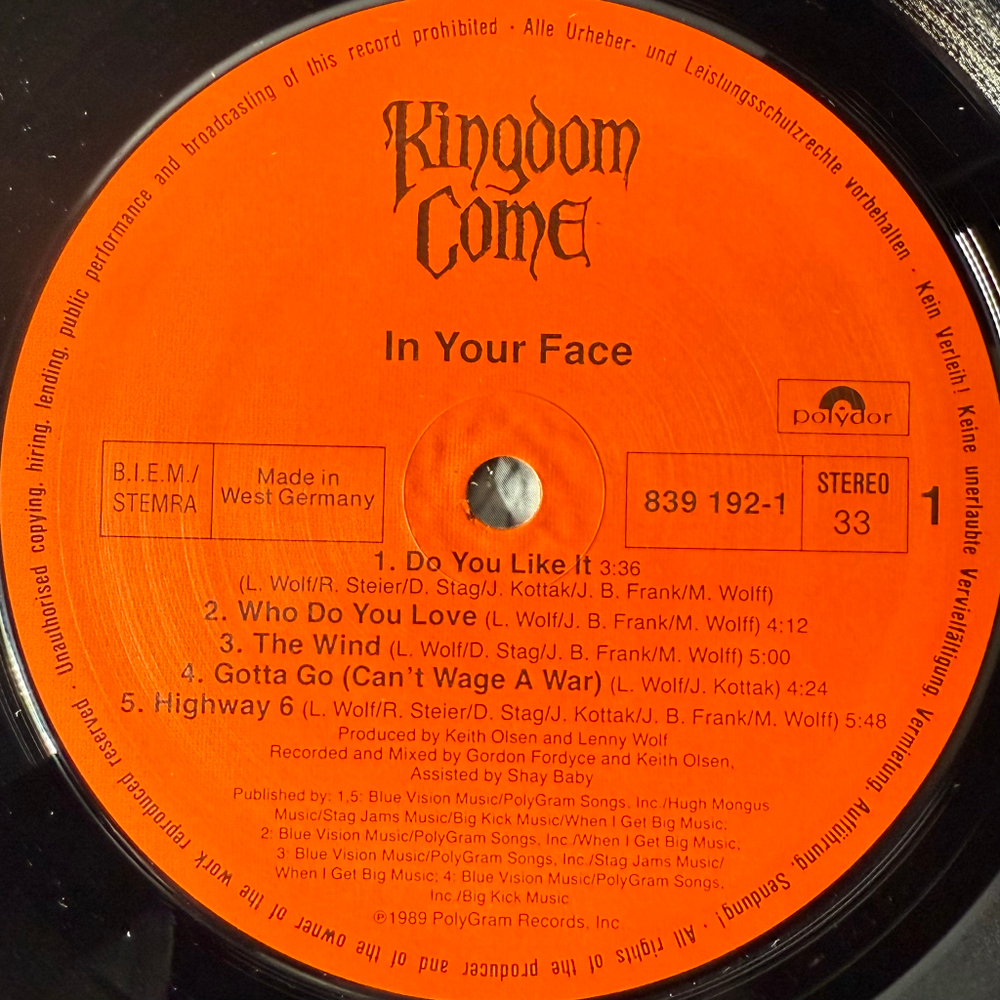 Unauthorised copying, hiring, lending, public performance and broadcasting of this record prohibited · Alle Urheber- und Leistungsschutzrechte vorbehalten · Kein Verleih! Keine unerlaubte Vervielfältigung, Vermietung, Aufführung, Sendung! · All rights of the producer and of the owner of the work reproduced reserved ·
Kingdom
Come
In Your Face
polydor
B.I.E.M./
STEMRA
Made in
West Germany
839 192-1
STEREO
33
1
1. Do You Like It 3:36
(L. Wolf/R. Steier/D. Stag/J. Kottak/J. B. Frank/M. Wolff)
2. Who Do You Love (L. Wolf/J. B. Frank/M. Wolff) 4:12
3. The Wind (L. Wolf/D. Stag/J. B. Frank/M. Wolff) 5:00
4. Gotta Go (Can't Wage A War) (L. Wolf/J. Kottak) 4:24
5. Highway 6 (L. Wolf/R. Steier/D. Stag/J. Kottak/J. B. Frank/M. Wolff) 5:48
Produced by Keith Olsen and Lenny Wolf
Recorded and Mixed by Gordon Fordyce and Keith Olsen,
Assisted by Shay Baby
Published by: 1,5: Blue Vision Music/PolyGram Songs, Inc./Hugh Mongus
Music/Stag Jams Music/Big Kick Music/When I Get Big Music;
2: Blue Vision Music/PolyGram Songs, Inc./When I Get Big Music,
3: Blue Vision Music/PolyGram Songs, Inc./Stag Jams Music/
When I Get Big Music; 4: Blue Vision Music/PolyGram Songs,
Inc./Big Kick Music
℗1989 PolyGram Records, Inc